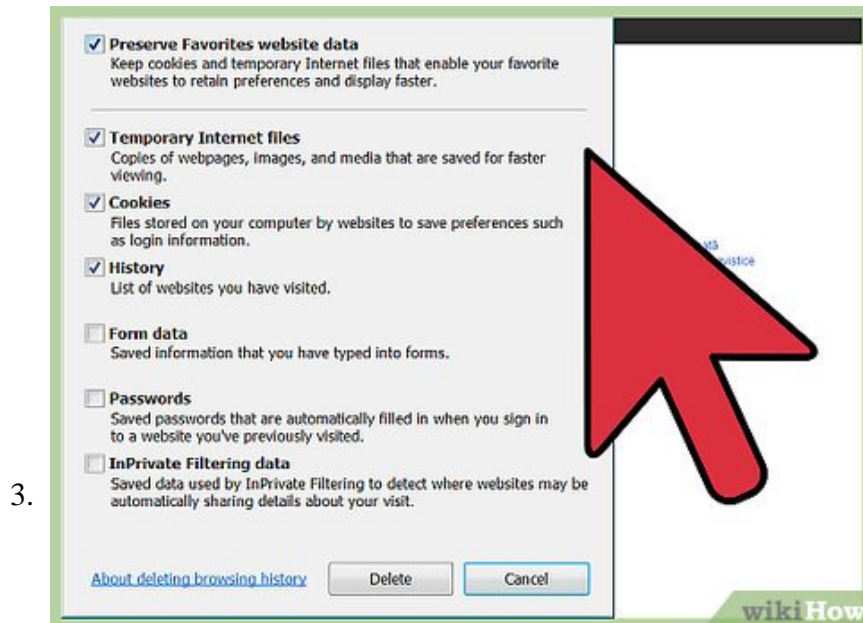 Preserve Favorites website data
Keep cookies and temporary Internet files that enable your favorite
websites to retain preferences and display faster.
Temporary Internet files
Copies of webpages, images, and media that are saved for faster
viewing.
Cookies
Files stored on your computer by websites to save preferences such
as login information.
History
List of websites you have visited.
Form data
Saved information that you have typed into forms.
Passwords
Saved passwords that are automatically filled in when you sign in
to a website you've previously visited.
InPrivate Filtering data
Saved data used by InPrivate Filtering to detect where websites may be
automatically sharing details about your visit.
3.
About deleting browsing history
Delete
Cancel
wikiHow